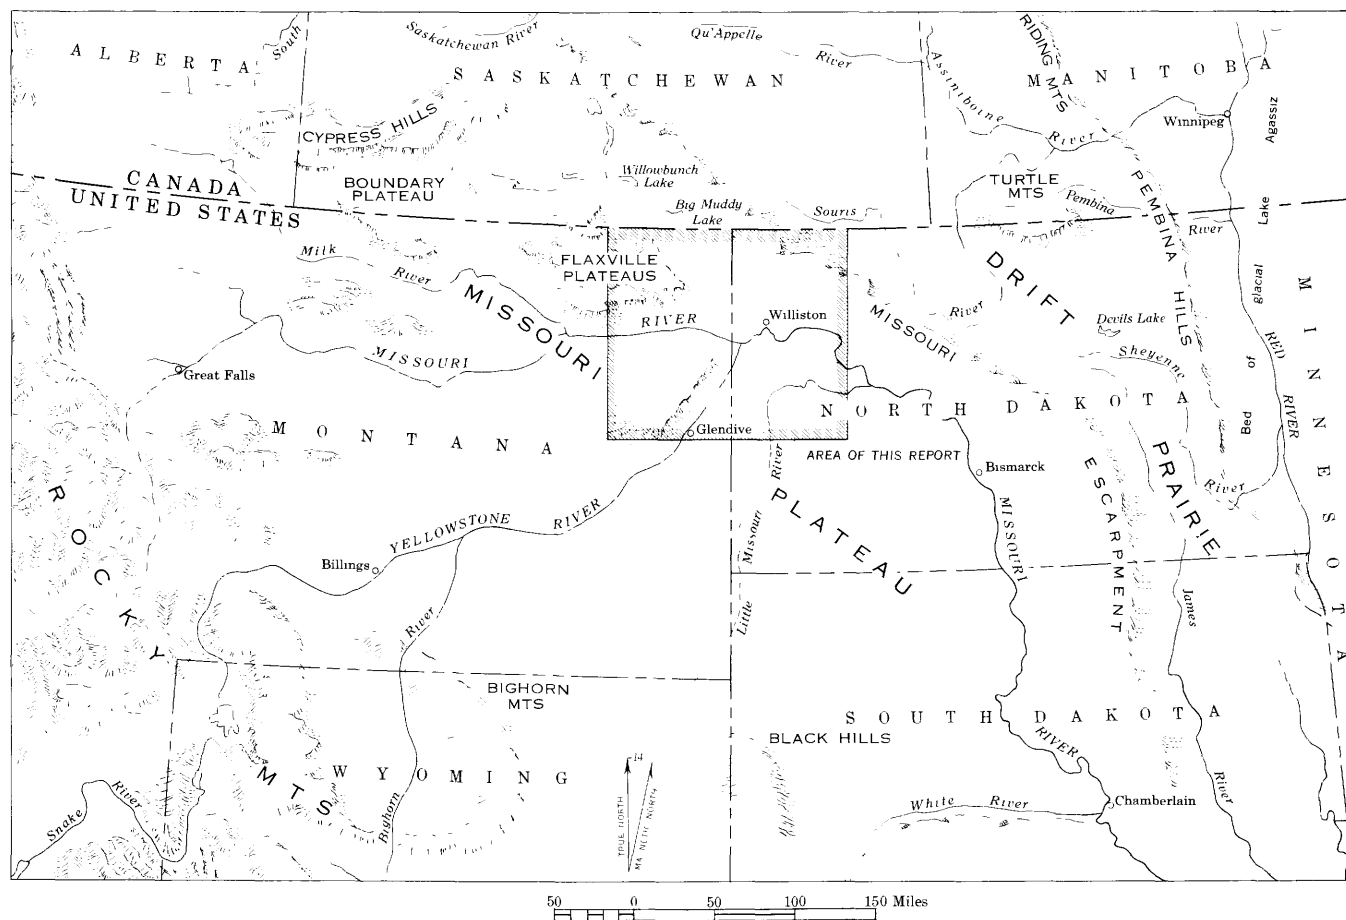 ALBERTA
South
Saskatchewan River
Qu'Appelle
River
SASKATCHEWAN
Assiniboine
River
RIDING MTS
MANITOBA
Winnipeg
CYPRESS HILLS
Willowbunch
Lake
BOUNDARY
PLATEAU
Big Muddy
Lake
Souris
TURTLE
MTS
Pembina
River
PEMBINA
HILLS
Bed of glacial Lake Agassiz
CANADA
UNITED STATES
Milk
River
FLAXVILLE
PLATEAUS
MISSOURI
PLATEAU
RIVER
Williston
MISSOURI
ESCARPMENT
River
DRIFT
PRAIRIE
Devils Lake
Sheyenne
River
RED
RIVER
MINNESOTA
MISSOURI
Great Falls
MONTANA
Glendive
NORTH DAKOTA
AREA OF THIS REPORT
Bismarck
MISSOURI
RIVER
Little
Missouri
River
ROCKY
MTS
YELLOWSTONE
RIVER
Billings
River
Bighorn
James
River
BIGHORN
MTS
SOUTH DAKOTA
BLACK HILLS
WYOMING
Snake
River
TRUE NORTH
MA NETIC NORTH
14
White River
Chamberlain
50 0 50 100 150 Miles